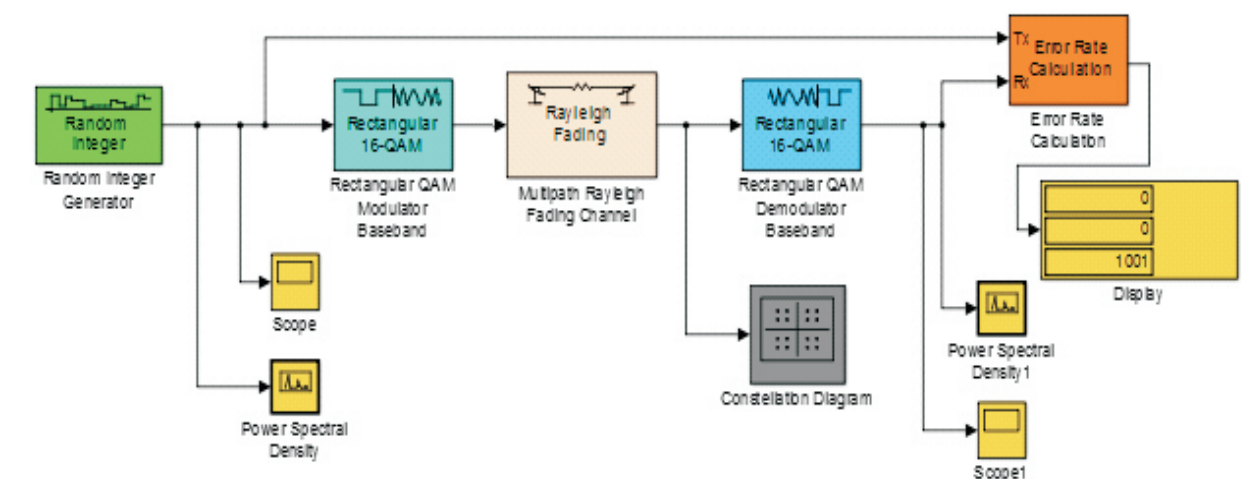 Tx
Error Rate
Calculation
Rx
Error Rate
Calculation
Random
Integer
Random Integer
Generator
Rectangular
16-QAM
Rectangular QAM
Modulator
Baseband
Rayleigh
Fading
Multipath Rayleigh
Fading Channel
Rectangular
16-QAM
Rectangular QAM
Demodulator
Baseband
0
0
1001
Display
Scope
Power Spectral
Density
Constellation Diagram
Power Spectral
Density1
Scope1